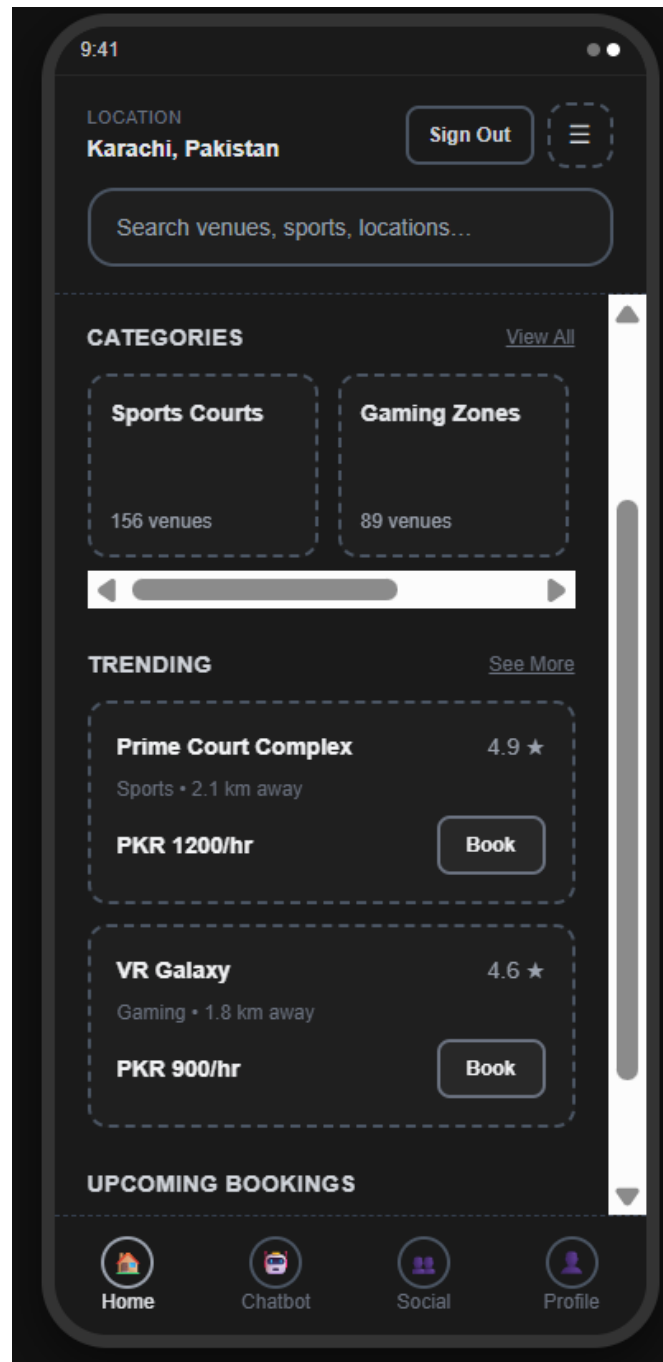 9:41
LOCATION
Karachi, Pakistan
Sign Out
☰
Search venues, sports, locations...
CATEGORIES
View All
Sports Courts
Gaming Zones
156 venues
89 venues
TRENDING
See More
Prime Court Complex
4.9 ★
Sports • 2.1 km away
PKR 1200/hr
Book
VR Galaxy
4.6 ★
Gaming • 1.8 km away
PKR 900/hr
Book
UPCOMING BOOKINGS
Home
Chatbot
Social
Profile